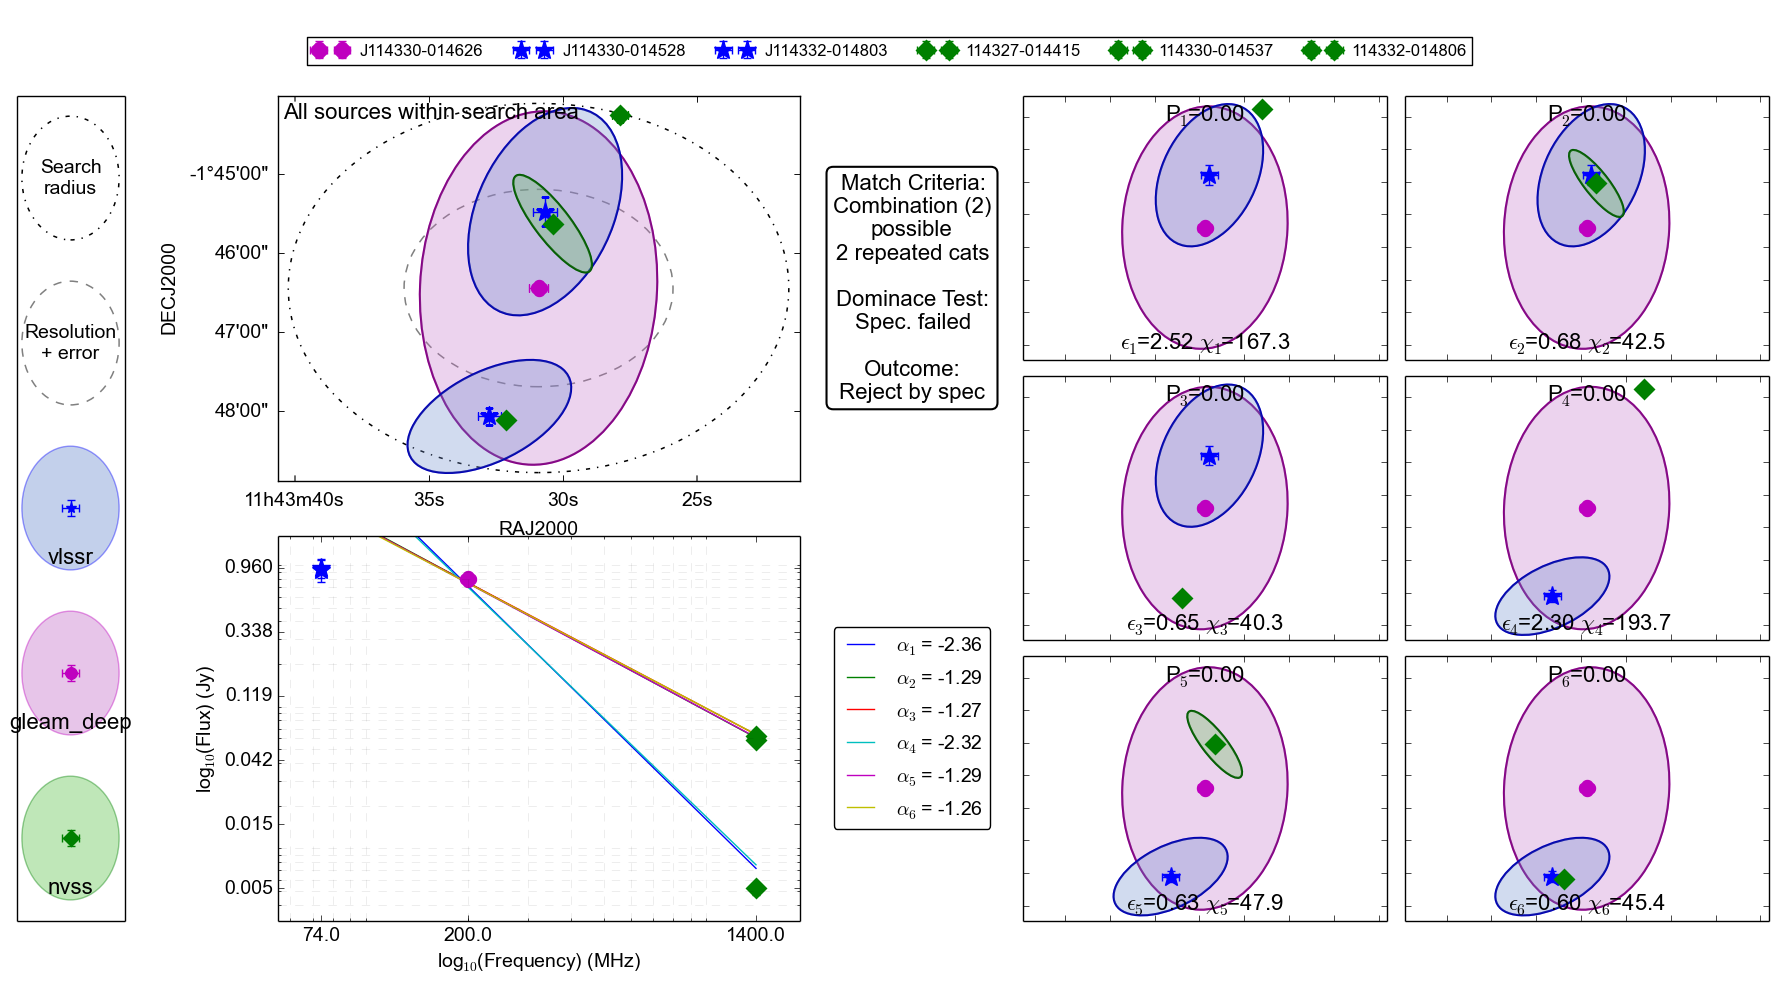 J114330-014626 J114330-014528 J114332-014803 114327-014415 114330-014537 114332-014806
Search
radius
Resolution
+ error
vlssr
gleam_deep
nvss
All sources within search area
DECJ2000
-1°45'00"
46'00"
47'00"
48'00"
11h43m40s 35s 30s 25s
RAJ2000
Match Criteria:
Combination (2)
possible
2 repeated cats
Dominace Test:
Spec. failed
Outcome:
Reject by spec
log₁₀(Flux) (Jy)
0.960
0.338
0.119
0.042
0.015
0.005
74.0 200.0 1400.0
log₁₀(Frequency) (MHz)
α₁ = -2.36
α₂ = -1.29
α₃ = -1.27
α₄ = -2.32
α₅ = -1.29
α₆ = -1.26
P₁=0.00
ϵ₁=2.52 χ₁=167.3
P₂=0.00
ϵ₂=0.68 χ₂=42.5
P₃=0.00
ϵ₃=0.65 χ₃=40.3
P₄=0.00
ϵ₄=2.30 χ₄=193.7
P₅=0.00
ϵ₅=0.63 χ₅=47.9
P₆=0.00
ϵ₆=0.60 χ₆=45.4